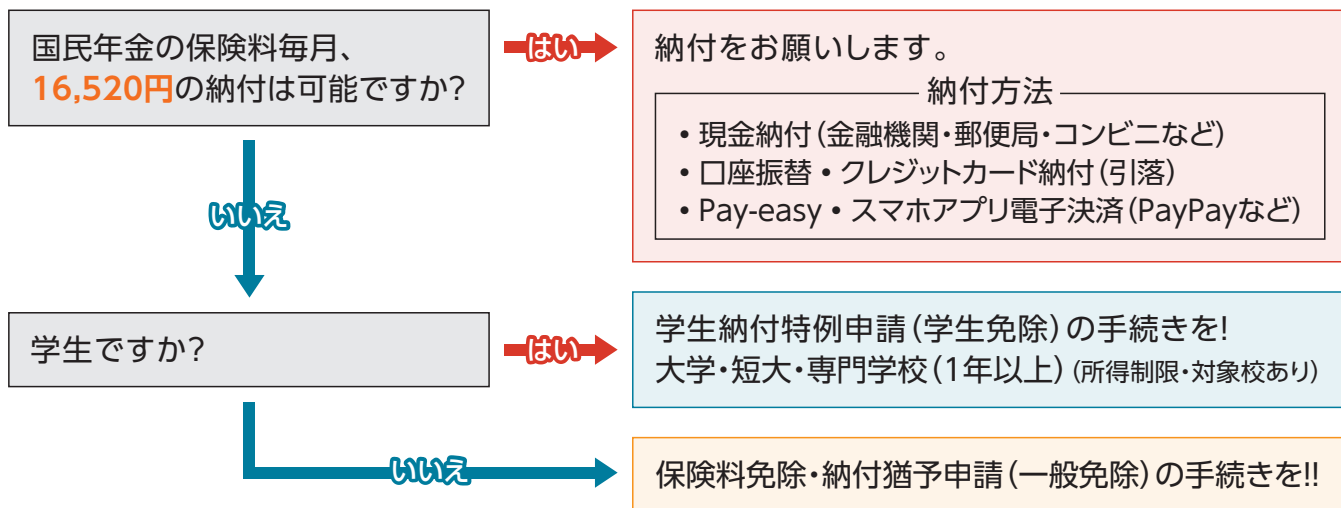 国民年金の保険料毎月、
16,520円の納付は可能ですか?
はい
納付をお願いします。
納付方法
• 現金納付(金融機関・郵便局・コンビニなど)
• 口座振替 • クレジットカード納付(引落)
• Pay-easy • スマホアプリ電子決済(PayPayなど)
いいえ
学生ですか?
はい
学生納付特例申請(学生免除)の手続きを!
大学・短大・専門学校(1年以上)(所得制限・対象校あり)
いいえ
保険料免除・納付猶予申請(一般免除)の手続きを!!